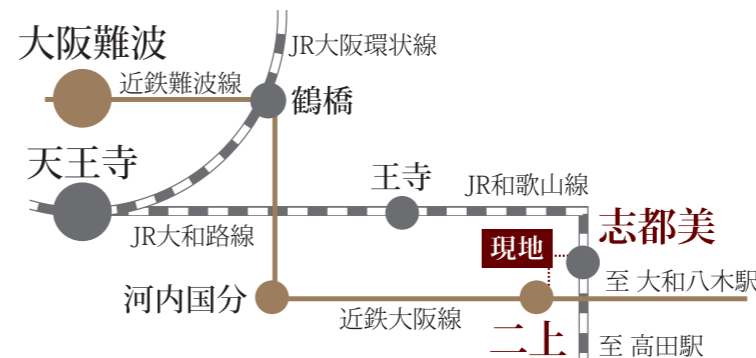 大阪難波
JR大阪環状線
近鉄難波線
鶴橋
天王寺
王寺
JR和歌山線
志都美
JR大和路線
現地
至 大和八木駅
河内国分
近鉄大阪線
二上
至 高田駅